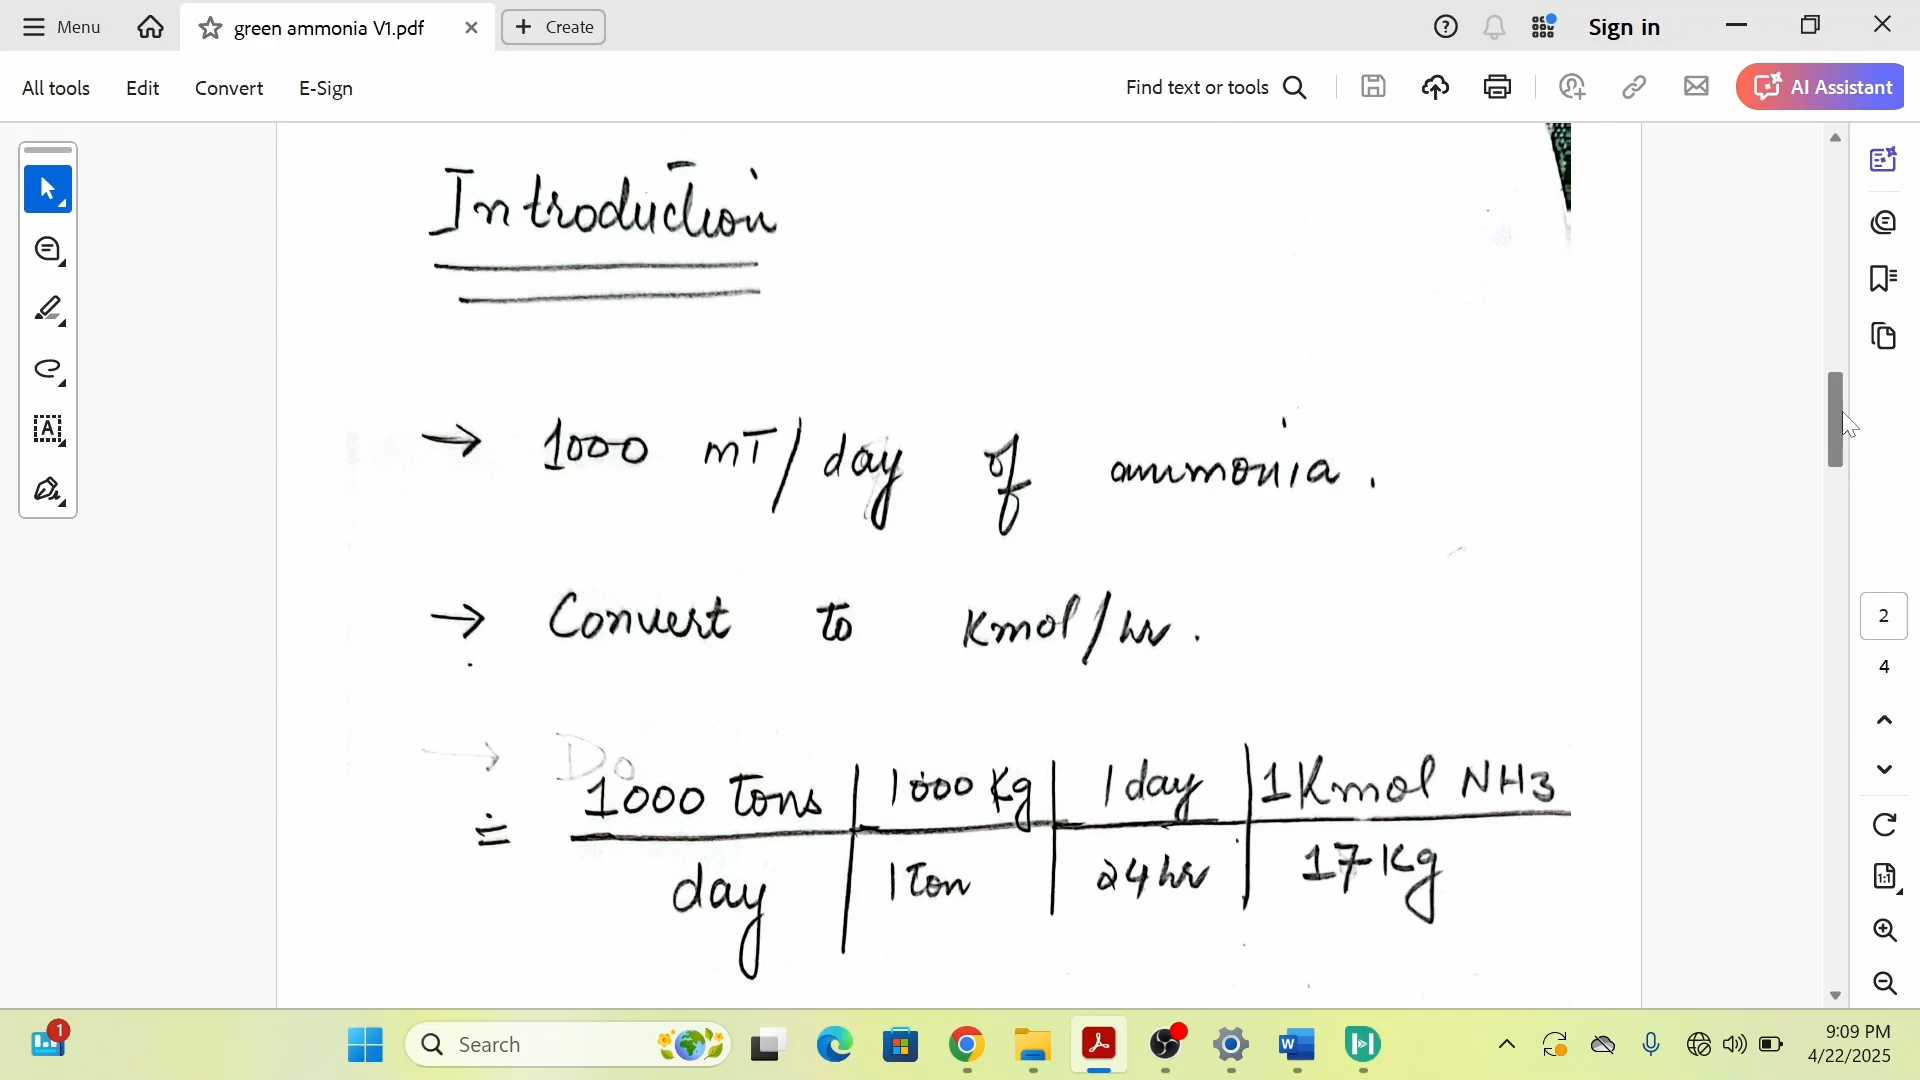 Menu
green ammonia V1.pdf
Create
Sign in
All tools
Edit
Convert
E-Sign
Find text or tools
AI Assistant
Introduction
→ 1000 mT/day of ammonia.
→ Convert to Kmol/hr.
→ Do
= 1000 Tons | 1000 Kg | 1 day | 1 Kmol NH3
day | 1 Ton | 24 hr | 17 Kg
2
4
1
Search
9:09 PM
4/22/2025